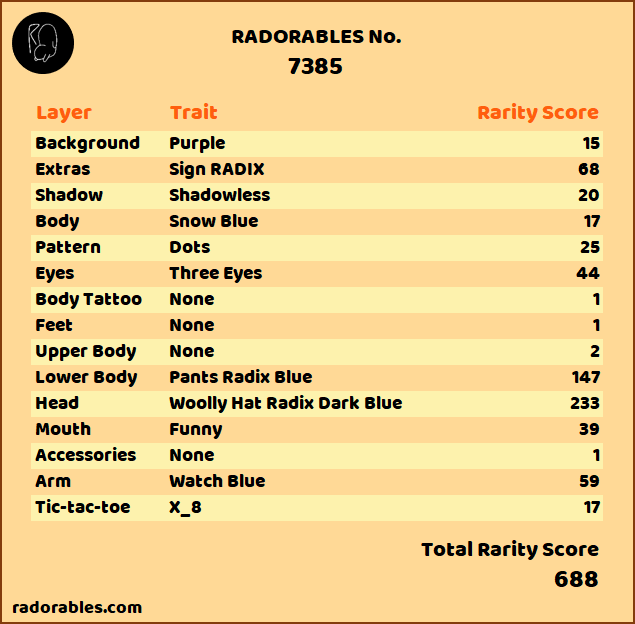 RADORABLES No.
7385
Layer Trait Rarity Score
Background Purple 15
Extras Sign RADIX 68
Shadow Shadowless 20
Body Snow Blue 17
Pattern Dots 25
Eyes Three Eyes 44
Body Tattoo None 1
Feet None 1
Upper Body None 2
Lower Body Pants Radix Blue 147
Head Woolly Hat Radix Dark Blue 233
Mouth Funny 39
Accessories None 1
Arm Watch Blue 59
Tic-tac-toe X_8 17
Total Rarity Score
688
radorables.com